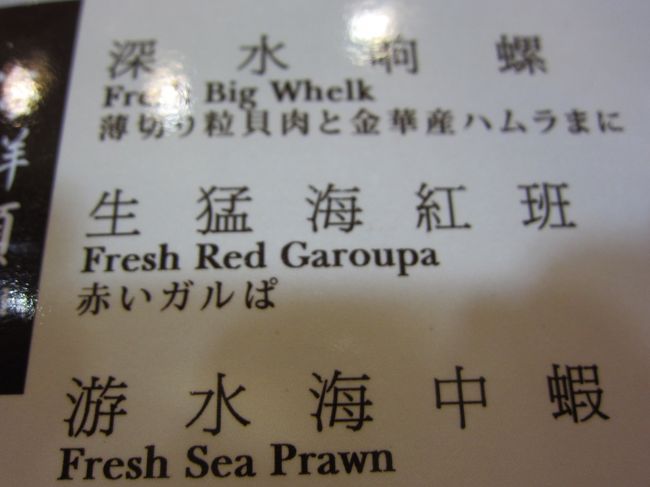 深水响螺
Fresh Big Whelk
薄切り粒貝肉と金華産ハムラまに
生猛海紅班
Fresh Red Garoupa
赤いガルぱ
游水海中蝦
Fresh Sea Prawn